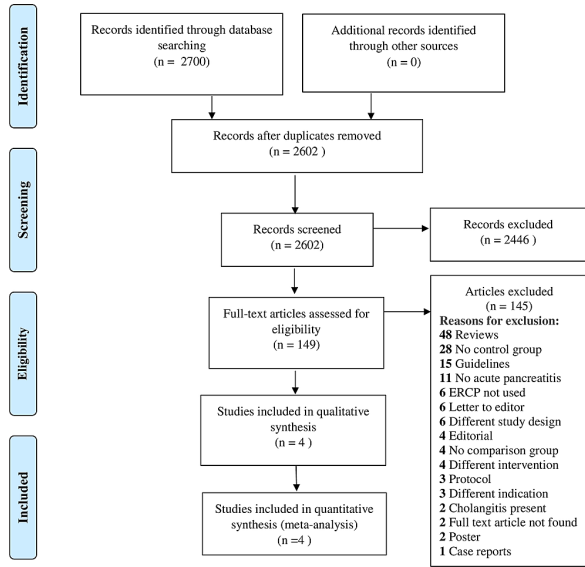 Identification
Records identified through database
searching
(n = 2700)
Additional records identified
through other sources
(n = 0)
Records after duplicates removed
(n = 2602 )
Screening
Records screened
(n = 2602)
Records excluded
(n = 2446 )
Eligibility
Full-text articles assessed for
eligibility
(n = 149)
Articles excluded
(n = 145)
Reasons for exclusion:
48 Reviews
28 No control group
15 Guidelines
11 No acute pancreatitis
6 ERCP not used
6 Letter to editor
6 Different study design
4 Editorial
4 No comparison group
4 Different intervention
3 Protocol
3 Different indication
2 Cholangitis present
2 Full text article not found
2 Poster
1 Case reports
Studies included in qualitative
synthesis
(n = 4 )
Included
Studies included in quantitative
synthesis (meta-analysis)
(n =4 )